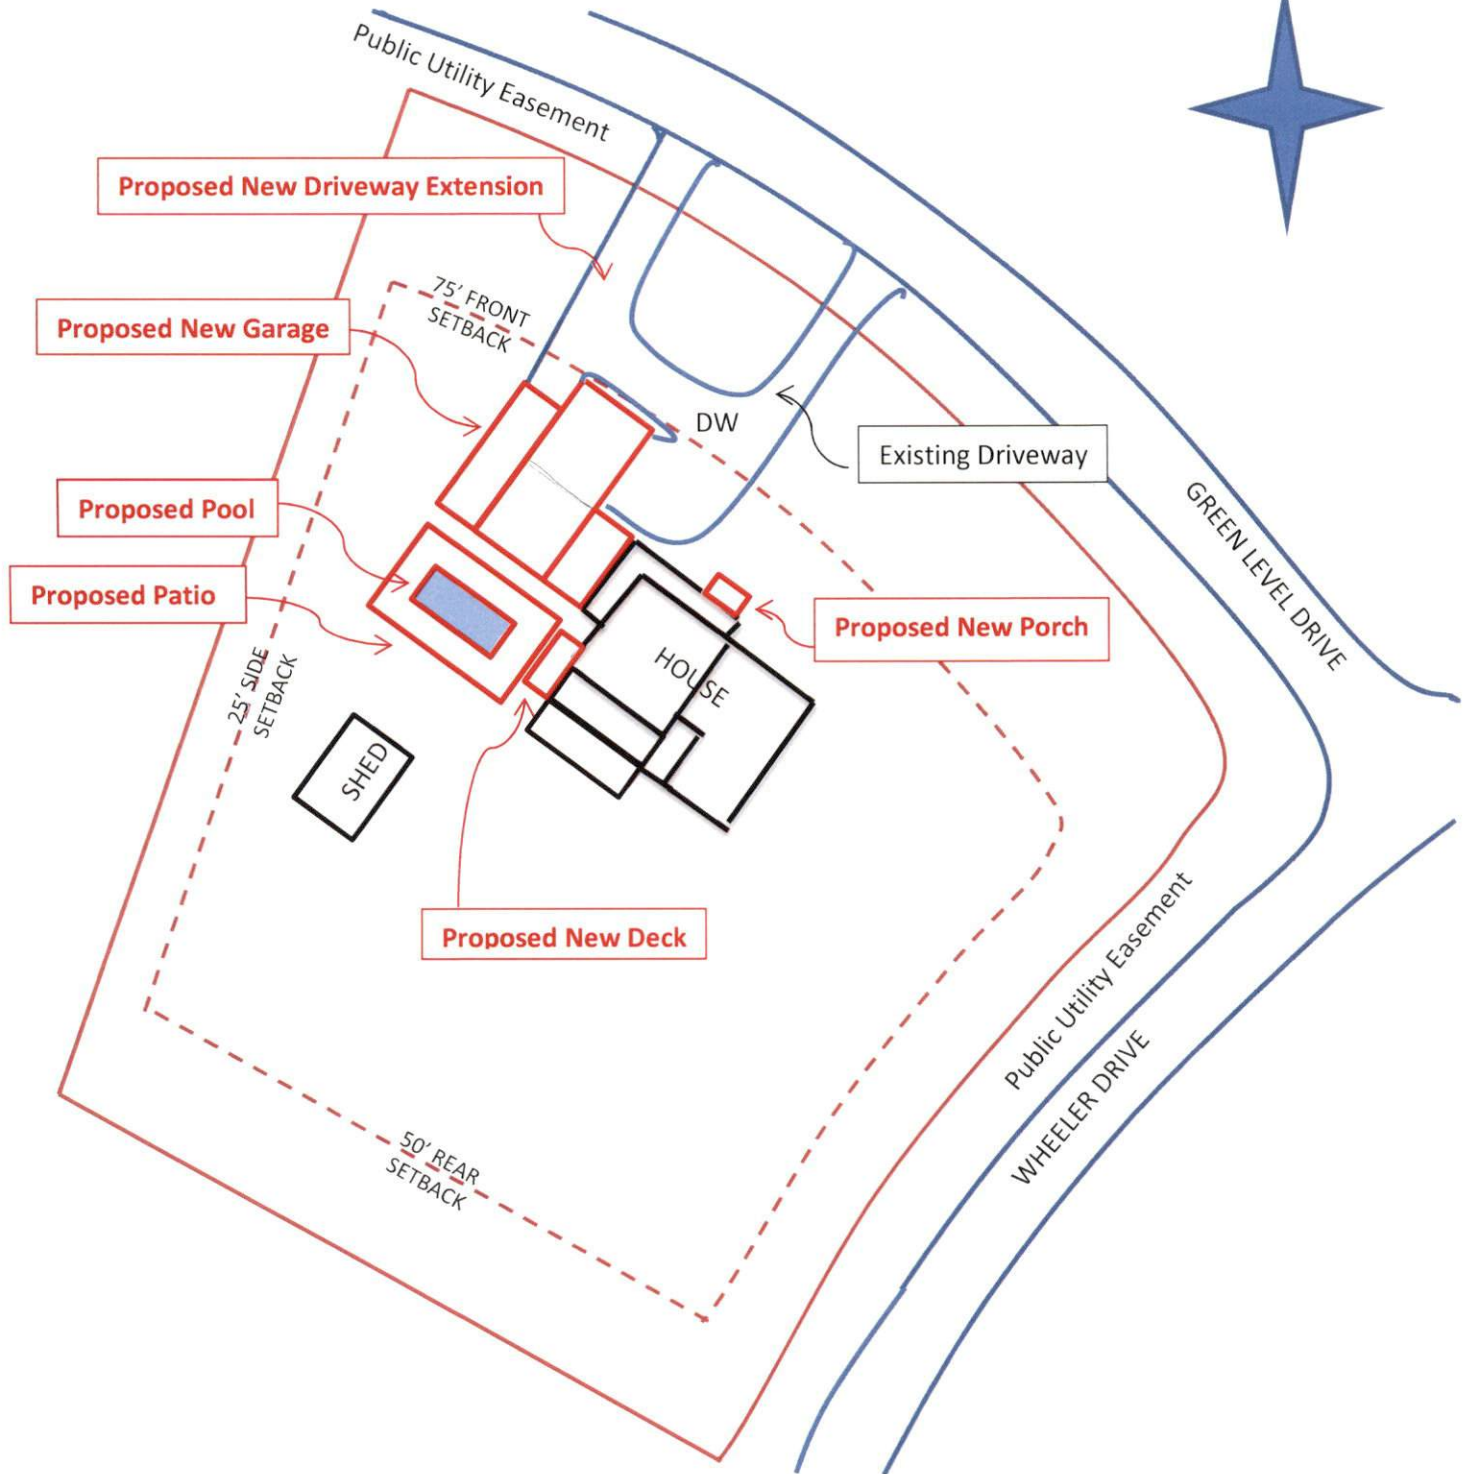 Public Utility Easement
Proposed New Driveway Extension
75' FRONT
SETBACK
Proposed New Garage
DW
Existing Driveway
GREEN LEVEL DRIVE
Proposed Pool
Proposed Patio
Proposed New Porch
HOUSE
25' SIDE
SETBACK
SHED
Proposed New Deck
Public Utility Easement
WHEELER DRIVE
50' REAR
SETBACK